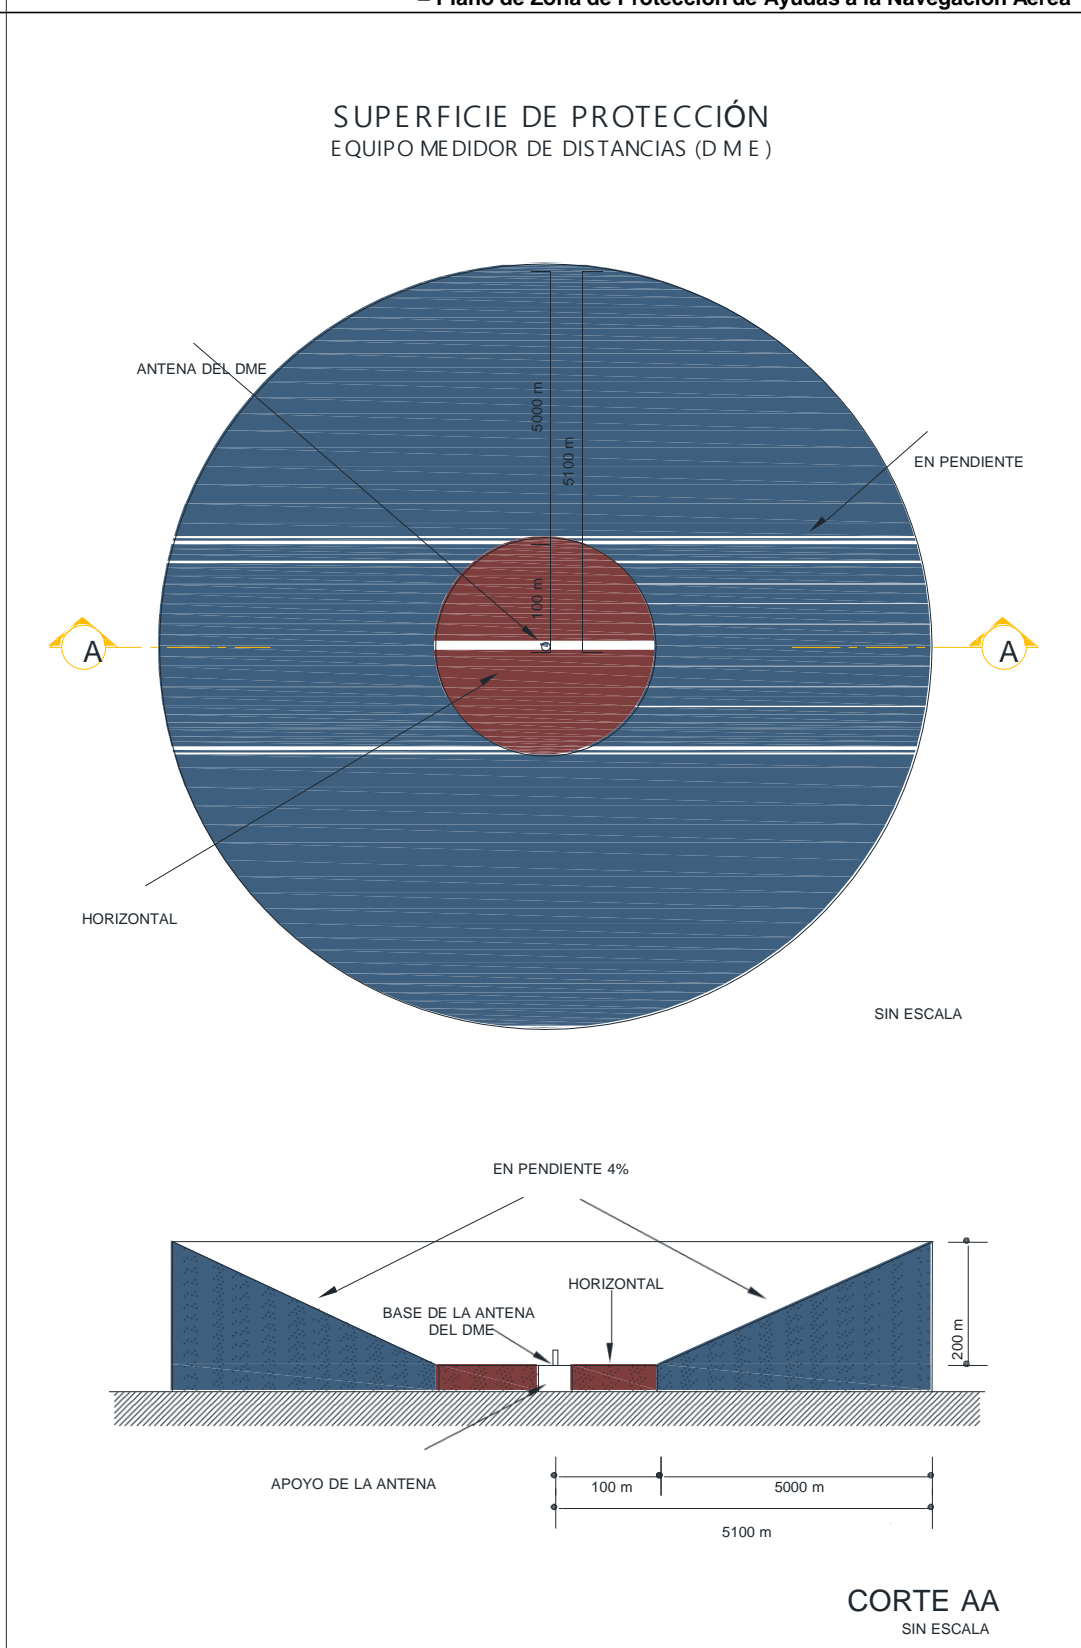 – Plano de Zona de Protección de Ayudas a la Navegación Aérea
SUPERFICIE DE PROTECCIÓN
EQUIPO MEDIDOR DE DISTANCIAS (D M E)
ANTENA DEL DME
5000 m
5100 m
EN PENDIENTE
100 m
A
A
HORIZONTAL
SIN ESCALA
EN PENDIENTE 4%
HORIZONTAL
BASE DE LA ANTENA
DEL DME
200 m
APOYO DE LA ANTENA
100 m
5000 m
5100 m
CORTE AA
SIN ESCALA